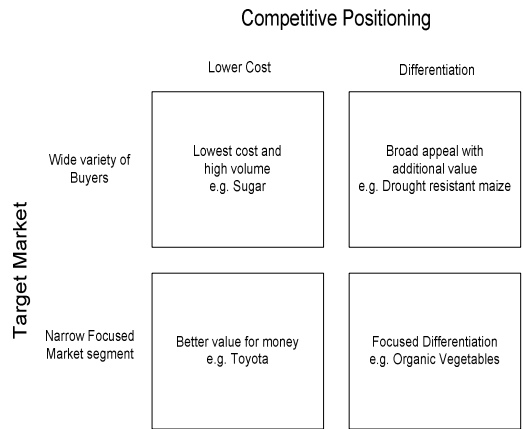 Competitive Positioning
Lower Cost
Differentiation
Target Market
Wide variety of
Buyers
Lowest cost and
high volume
e.g. Sugar
Broad appeal with
additional value
e.g. Drought resistant maize
Narrow Focused
Market segment
Better value for money
e.g. Toyota
Focused Differentiation
e.g. Organic Vegetables